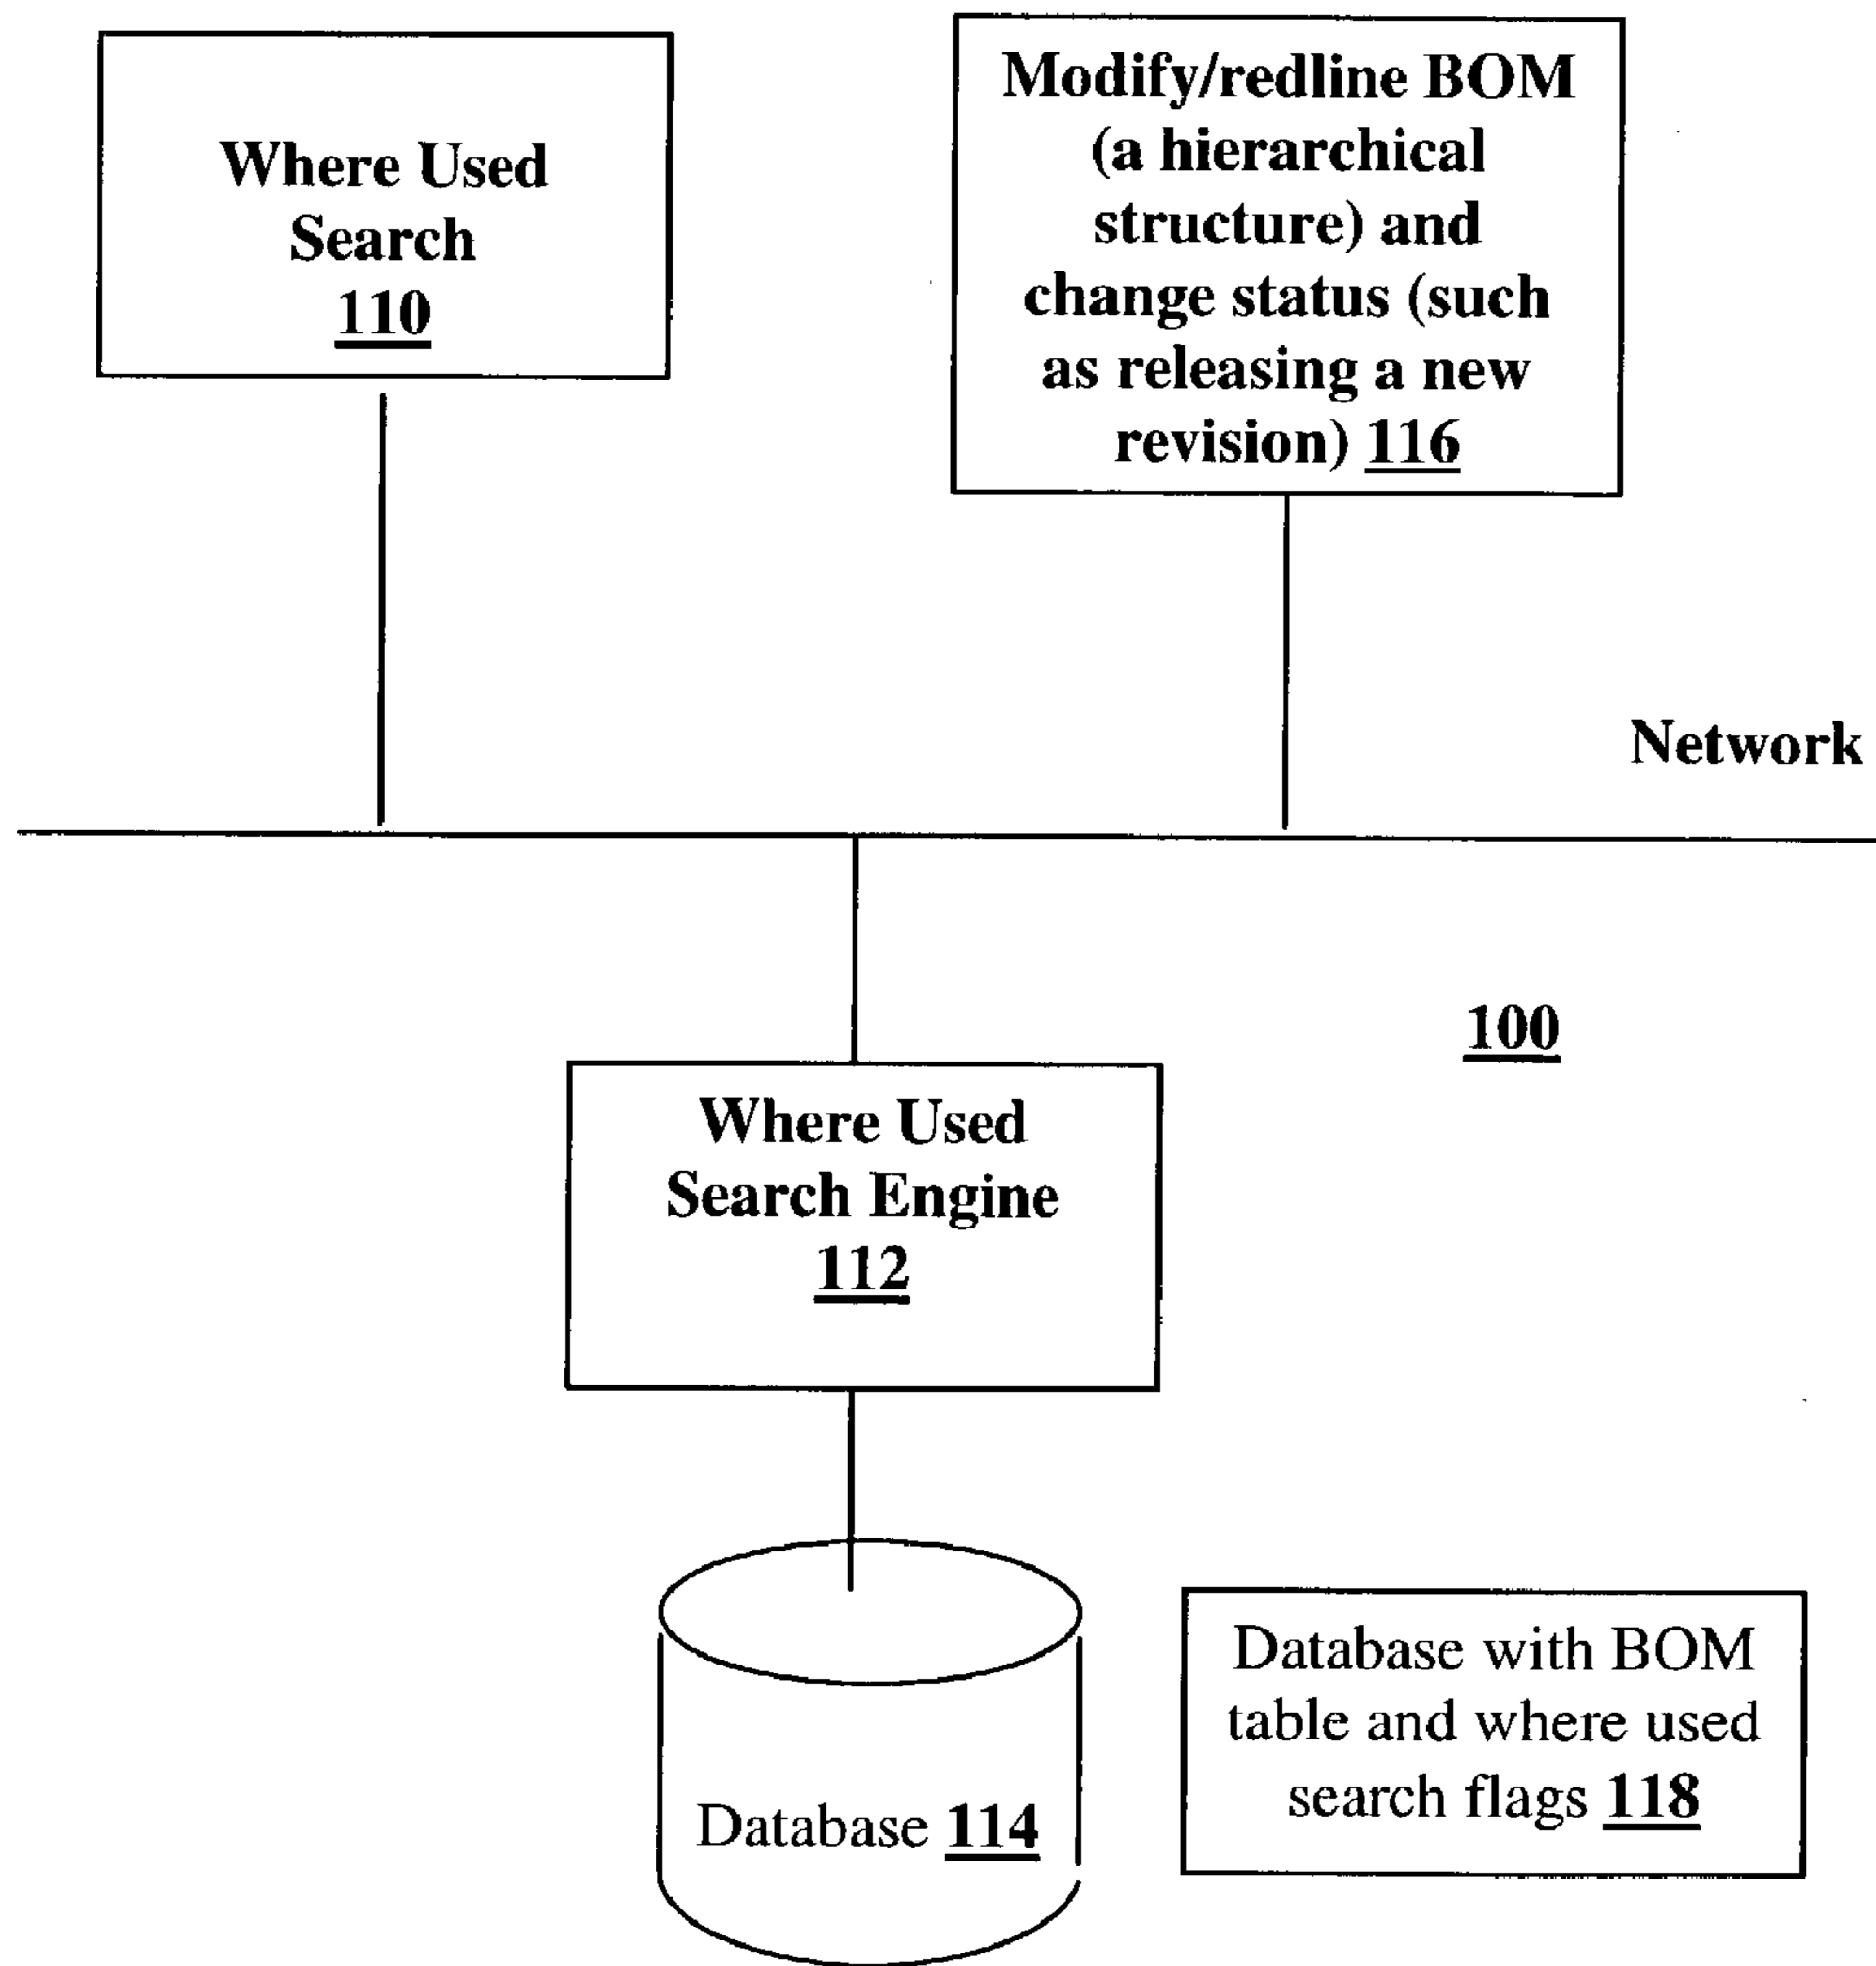 Where Used
Search
110
Modify/redline BOM
(a hierarchical
structure) and
change status (such
as releasing a new
revision) 116
Network
100
Where Used
Search Engine
112
Database 114
Database with BOM
table and where used
search flags 118